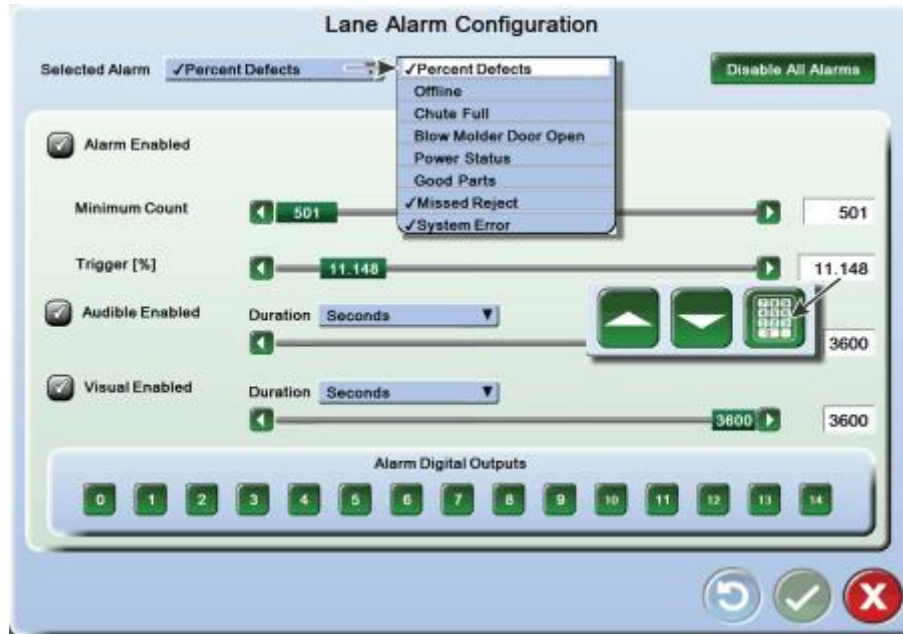 Lane Alarm Configuration
Selected Alarm ✓Percent Defects
✓Percent Defects
Offline
Chute Full
Blow Molder Door Open
Power Status
Good Parts
✓Missed Reject
✓System Error
Disable All Alarms
Alarm Enabled
Minimum Count 501 501
Trigger [%] 11.148 11.148
Audible Enabled Duration Seconds
3600
Visual Enabled Duration Seconds
3600 3600
Alarm Digital Outputs
0 1 2 3 4 5 6 7 8 9 10 11 12 13 14